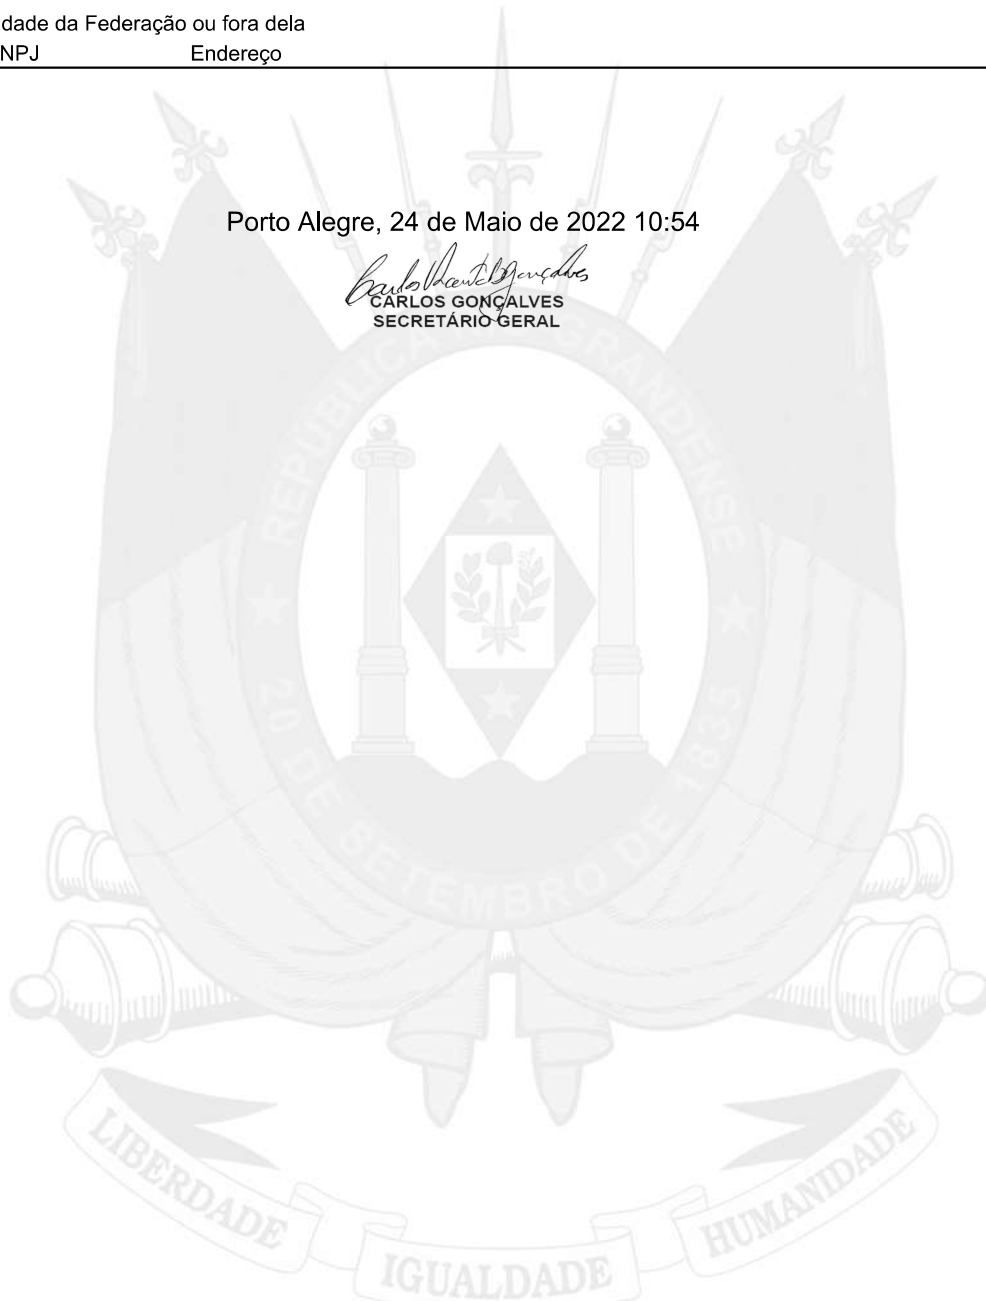 dade da Federação ou fora dela
NPJ Endereço
Porto Alegre, 24 de Maio de 2022 10:54
CARLOS GONÇALVES
SECRETÁRIO GERAL
REPÚBLICA RIO GRANDENSE
20 DE SETEMBRO DE 1835
LIBERDADE
IGUALDADE
HUMANIDADE